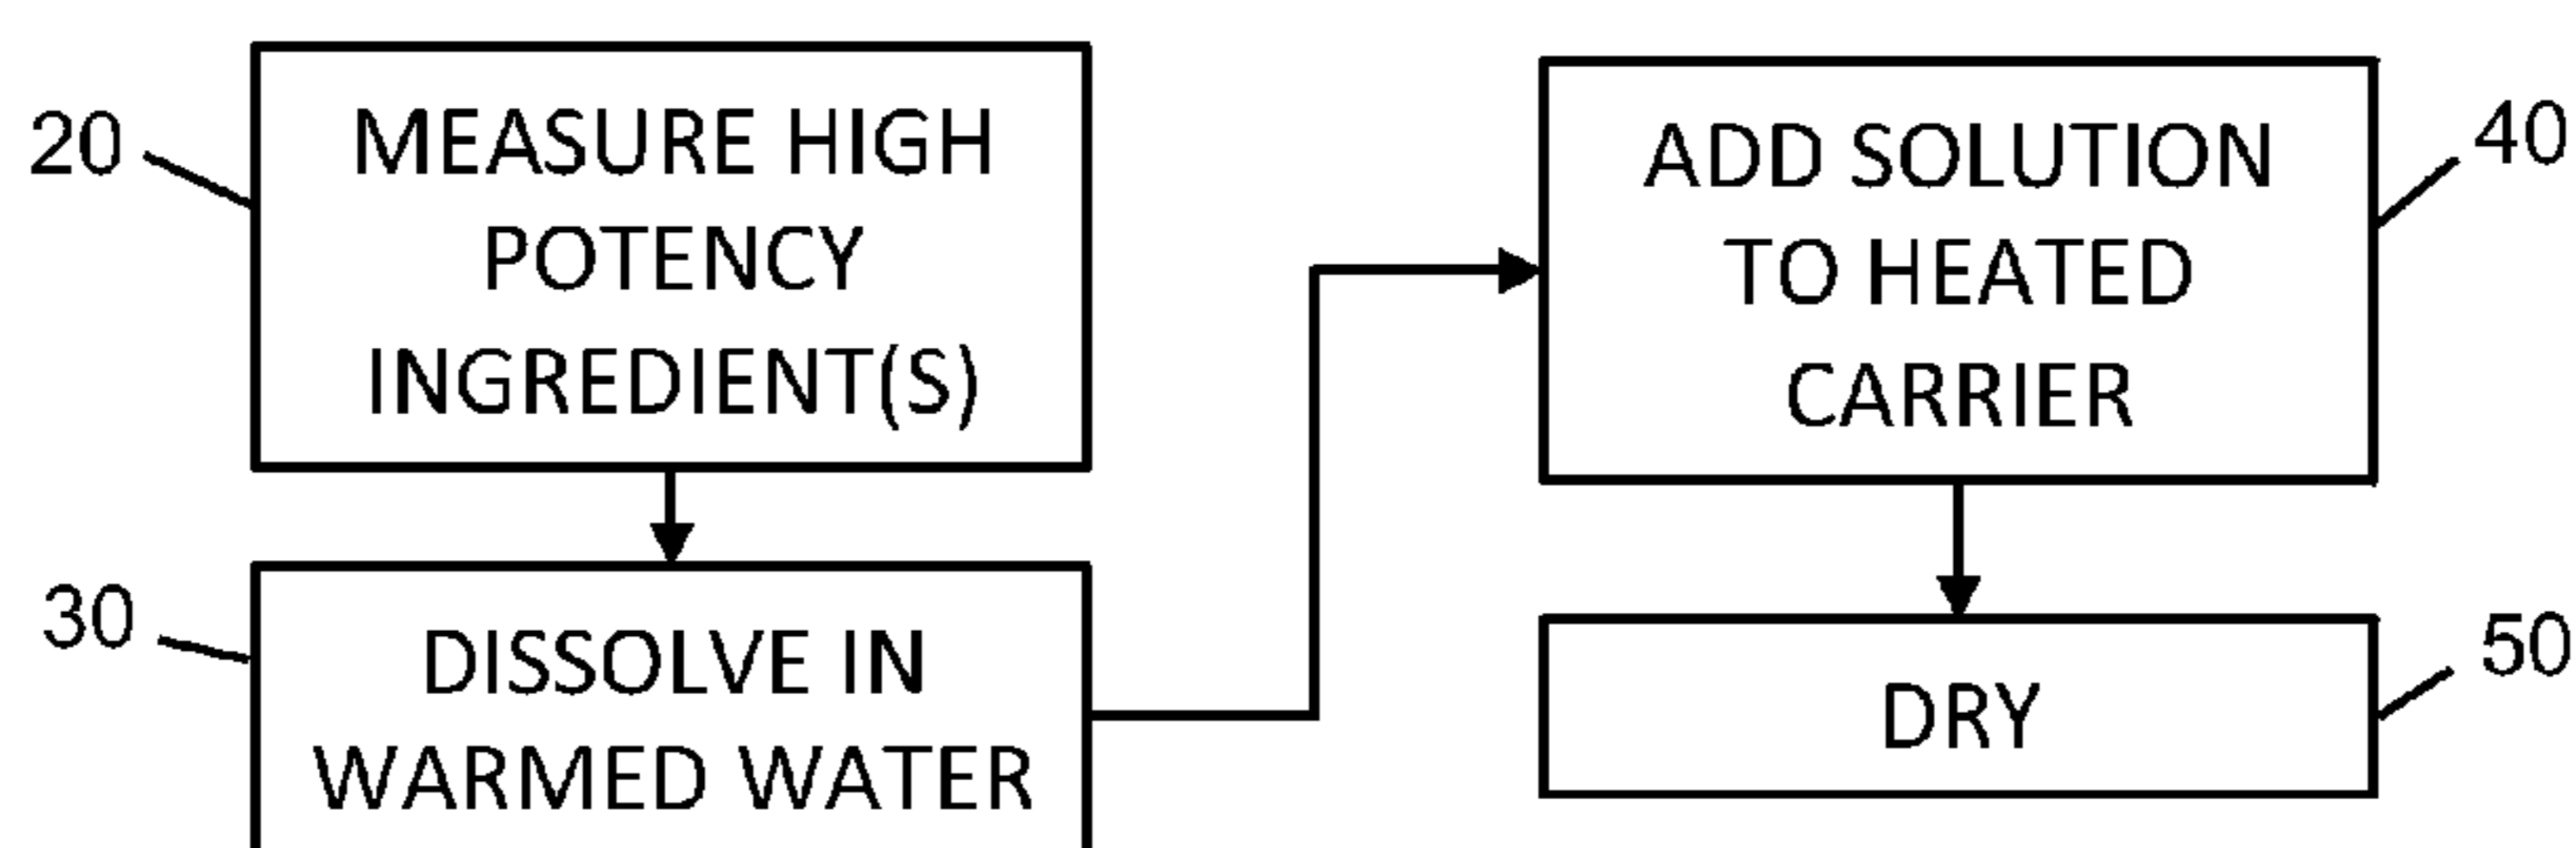 20
MEASURE HIGH
POTENCY
INGREDIENT(S)
30
DISSOLVE IN
WARMED WATER
40
ADD SOLUTION
TO HEATED
CARRIER
50
DRY